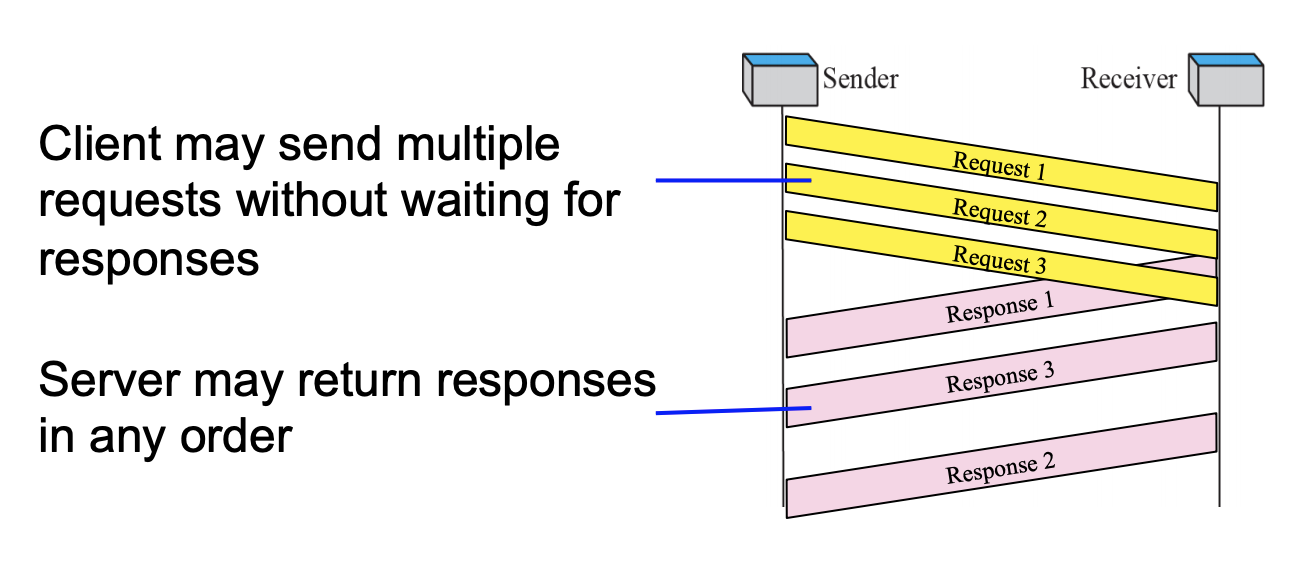 Client may send multiple
requests without waiting for
responses
Server may return responses
in any order
Sender
Receiver
Request 1
Request 2
Request 3
Response 1
Response 3
Response 2